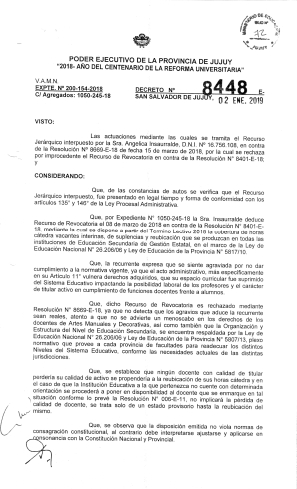 PODER EJECUTIVO DE LA PROVINCIA DE JUJUY
"2018- AÑO DEL CENTENARIO DE LA REFORMA UNIVERSITARIA"
V.A.M.N.
EXPTE. Nº 200-154-2018
C/ Agregados: 1050-245-18
DECRETO Nº 8448 E-
SAN SALVADOR DE JUJUY, 02 ENE. 2019
VISTO:
Las actuaciones mediante las cuales se tramita el Recurso
Jerárquico interpuesto por la Sra. Angelica Insaurralde, D.N.I. Nº 16.756.108, en contra
de la Resolución Nº 8669-E-18 de fecha 15 de marzo de 2018, por la cual se rechaza
por improcedente el Recurso de Revocatoria en contra de la Resolución N° 8401-E-18;
y
CONSIDERANDO:
Que, de las constancias de autos se verifica que el Recurso
Jerárquico interpuesto, fue presentado en legal tiempo y forma de conformidad con los
artículos 135° y 146° de la Ley Procesal Administrativa.
Que, por Expediente N° 1050-245-18 la Sra. Insaurralde deduce
Recurso de Revocatoria el 08 de marzo de 2018 en contra de la Resolución N° 8401-E-
18, mediante la cual se dispone a partir del Termino Lectivo 2018 la cobertura de horas
cátedra vacantes interinas, de suplencias y reubicación que se produzcan en todas las
instituciones de Educación Secundaria de Gestión Estatal, en el marco de la Ley de
Educación Nacional N° 26.206/06 y Ley de Educación de la Provincia N° 5817/10.
Que, la recurrente expresa que se siente agraviada por no dar
cumplimiento a la normativa vigente, ya que el acto administrativo, más específicamente
en su Artículo 11° vulnera derechos adquiridos, que su espacio curricular fue suprimido
del Sistema Educativo impactando la posibilidad laboral de los profesores y el carácter
de titular activo en cumplimiento de funciones docentes frente a alumnos.
Que, dicho Recurso de Revocatoria es rechazado mediante
Resolución N° 8669-E-18, ya que no detecta que los agravios que aduce la recurrente
sean reales, atento a que no se advierte un menoscabo en los derechos de los
docentes de Artes Manuales y Decorativas, así como también que la Organización y
Estructura del Nivel de Educación Secundaria, se encuentra respaldada por la Ley de
Educación Nacional N° 26.206/06 y Ley de Educación de la Provincia N° 5807/13, plexo
normativo que provee a cada provincia de facultades para readecuar los distintos
Niveles del Sistema Educativo, conforme las necesidades actuales de las distintas
jurisdicciones.
Que, se establece que ningún docente con calidad de titular
perdería su calidad de activo se propendería a la reubicación de sus horas cátedra y en
el caso de que la Institución Educativa a la que pertenezca no cuente con determinada
orientación se procederá a poner en disponibilidad al docente que se enmarque en tal
situación conforme lo prevé la Resolución N° 006-E-11, no implicará la pérdida de
calidad de docente, se trata solo de un estado provisorio hasta la reubicación del
mismo.
Que, se observa que la disposición emitida no viola normas de
consagración constitucional, al contrario debe interpretarse ajustarse y aplicarse en
consonancia con la Constitución Nacional y Provincial.